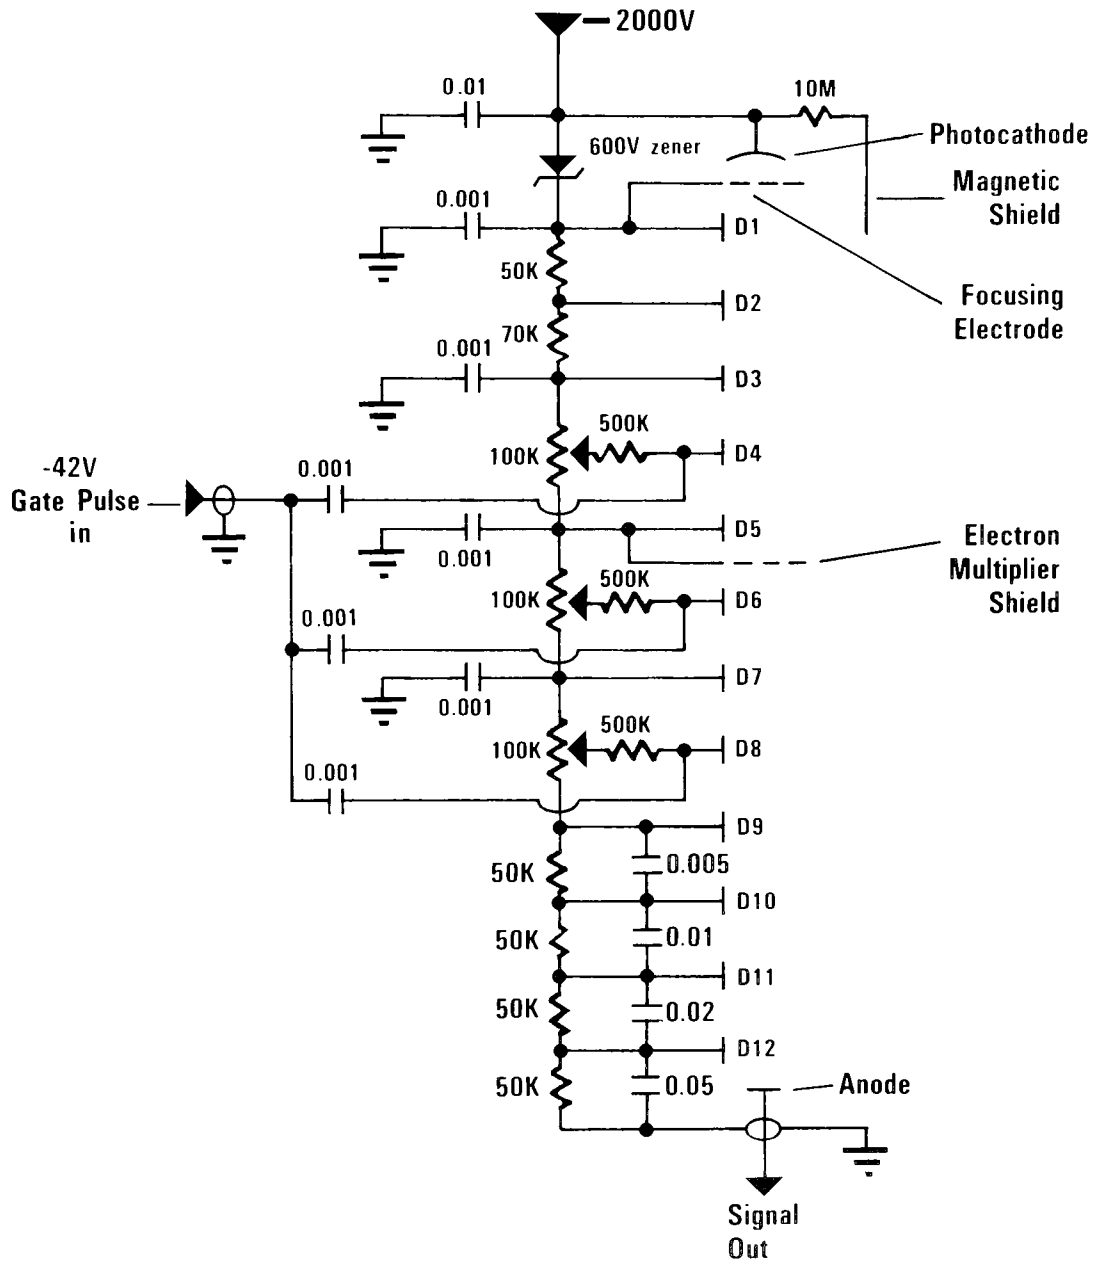 — 2000V
0.01
10M
Photocathode
600V zener
Magnetic
Shield
0.001
D1
50K
Focusing
Electrode
D2
70K
0.001
D3
500K
100K
D4
-42V
Gate Pulse
in
0.001
D5
0.001
Electron
Multiplier
Shield
500K
100K
D6
0.001
D7
0.001
500K
100K
D8
0.001
D9
50K
0.005
D10
50K
0.01
D11
50K
0.02
D12
50K
0.05
Anode
Signal
Out